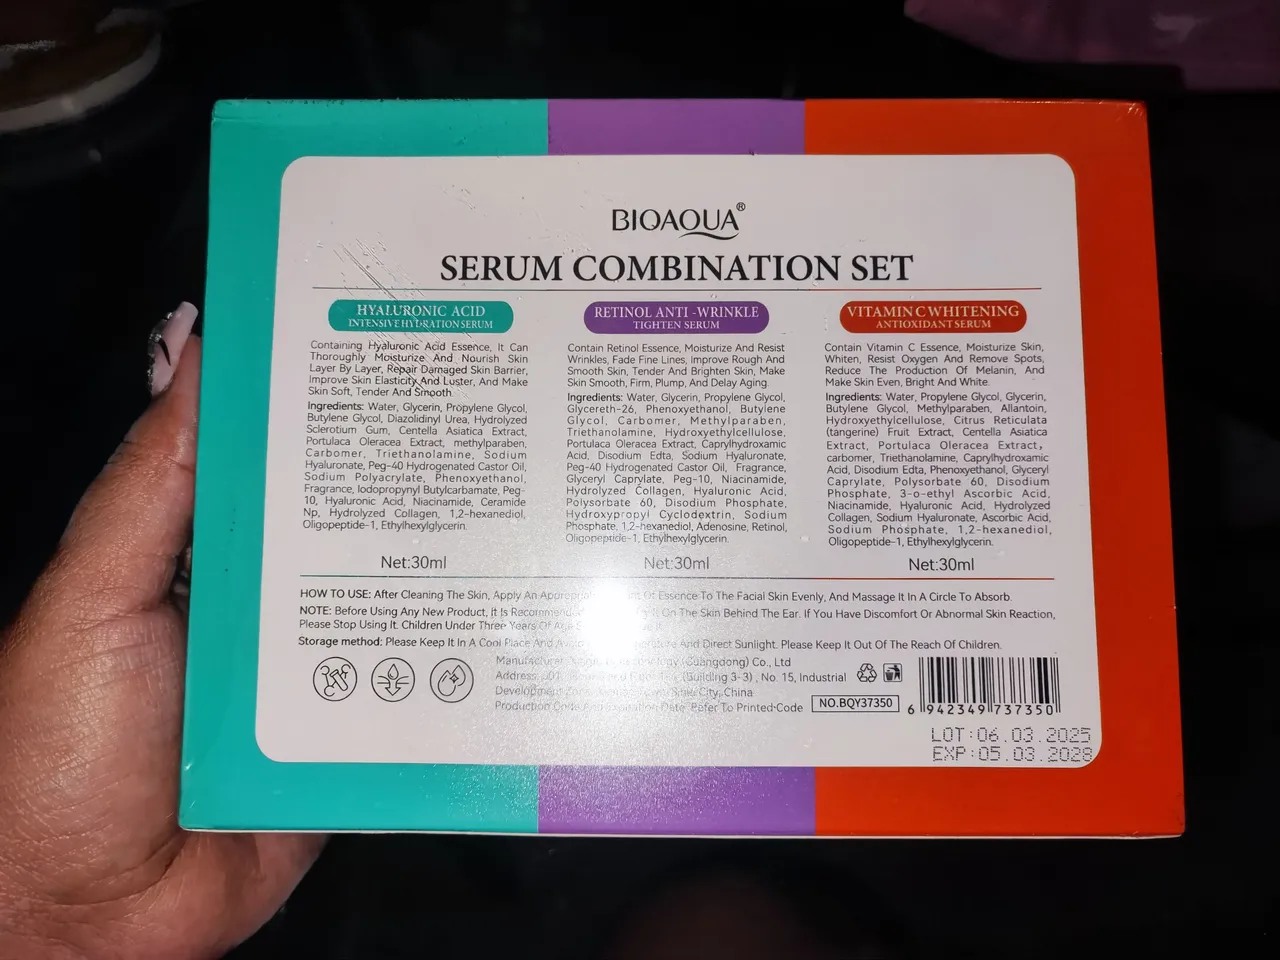 BIOAQUA®
SERUM COMBINATION SET
HYALURONIC ACID
INTENSIVE HYDRATION SERUM
Containing Hyaluronic Acid Essence, It Can
Thoroughly Moisturize And Nourish Skin
Layer By Layer, Repair Damaged Skin Barrier,
Improve Skin Elasticity And Luster, And Make
Skin Soft, Tender And Smooth
Ingredients: Water, Glycerin, Propylene Glycol,
Butylene Glycol, Diazolidinyl Urea, Hydrolyzed
Sclerotium Gum, Centella Asiatica Extract,
Portulaca Oleracea Extract, methylparaben,
Carbomer, Triethanolamine, Sodium
Hyaluronate, Peg-40 Hydrogenated Castor Oil,
Sodium Polyacrylate, Phenoxyethanol,
Fragrance, Iodopropynyl Butylcarbamate, Peg-
10, Hyaluronic Acid, Niacinamide, Ceramide
Np, Hydrolyzed Collagen, 1,2-hexanediol,
Oligopeptide-1, Ethylhexylglycerin.
Net:30ml
RETINOL ANTI -WRINKLE
TIGHTEN SERUM
Contain Retinol Essence, Moisturize And Resist
Wrinkles, Fade Fine Lines, Improve Rough And
Smooth Skin, Tender And Brighten Skin, Make
Skin Smooth, Firm, Plump, And Delay Aging.
Ingredients: Water, Glycerin, Propylene Glycol,
Glycereth-26, Phenoxyethanol, Butylene
Glycol, Carbomer, Methylparaben,
Triethanolamine, Hydroxyethylcellulose,
Portulaca Oleracea Extract, Caprylhydroxamic
Acid, Disodium Edta, Sodium Hyaluronate,
Peg-40 Hydrogenated Castor Oil, Fragrance,
Glyceryl Caprylate, Peg-10, Niacinamide,
Hydrolyzed Collagen, Hyaluronic Acid,
Polysorbate 60, Disodium Phosphate,
Hydroxypropyl Cyclodextrin, Sodium
Phosphate, 1,2-hexanediol, Adenosine, Retinol,
Oligopeptide-1, Ethylhexylglycerin.
Net:30ml
VITAMIN C WHITENING
ANTIOXIDANT SERUM
Contain Vitamin C Essence, Moisturize Skin,
Whiten, Resist Oxygen And Remove Spots,
Reduce The Production Of Melanin, And
Make Skin Even, Bright And White.
Ingredients: Water, Propylene Glycol, Glycerin,
Butylene Glycol, Methylparaben, Allantoin,
Hydroxyethylcellulose, Citrus Reticulata
(tangerine) Fruit Extract, Centella Asiatica
Extract, Portulaca Oleracea Extract,
carbomer, Triethanolamine, Caprylhydroxamic
Acid, Disodium Edta, Phenoxyethanol, Glyceryl
Caprylate, Polysorbate 60, Disodium
Phosphate, 3-o-ethyl Ascorbic Acid,
Niacinamide, Hyaluronic Acid, Hydrolyzed
Collagen, Sodium Hyaluronate, Ascorbic Acid,
Sodium Phosphate, 1,2-hexanediol,
Oligopeptide-1, Ethylhexylglycerin.
Net:30ml
HOW TO USE: After Cleaning The Skin, Apply An Of Essence To The Facial Skin Evenly, And Massage It In A Circle To Absorb.
NOTE: Before Using Any New Product, It Is On The Skin Behind The Ear. If You Have Discomfort Or Abnormal Skin Reaction,
Please Stop Using It. Children Under Three Years Of Age
Storage method: Please Keep It In A Cool Place And And Direct Sunlight. Please Keep It Out Of The Reach Of Children.
Manufacturer: (Guangdong) Co., Ltd
Address: (Building 3-3) , No. 15, Industrial
Development City, China
Production Code And Expiration Date: Refer To Printed Code
NO.BQY37350
6 942349 737350
LOT:06.03.2025
EXP:05.03.2028